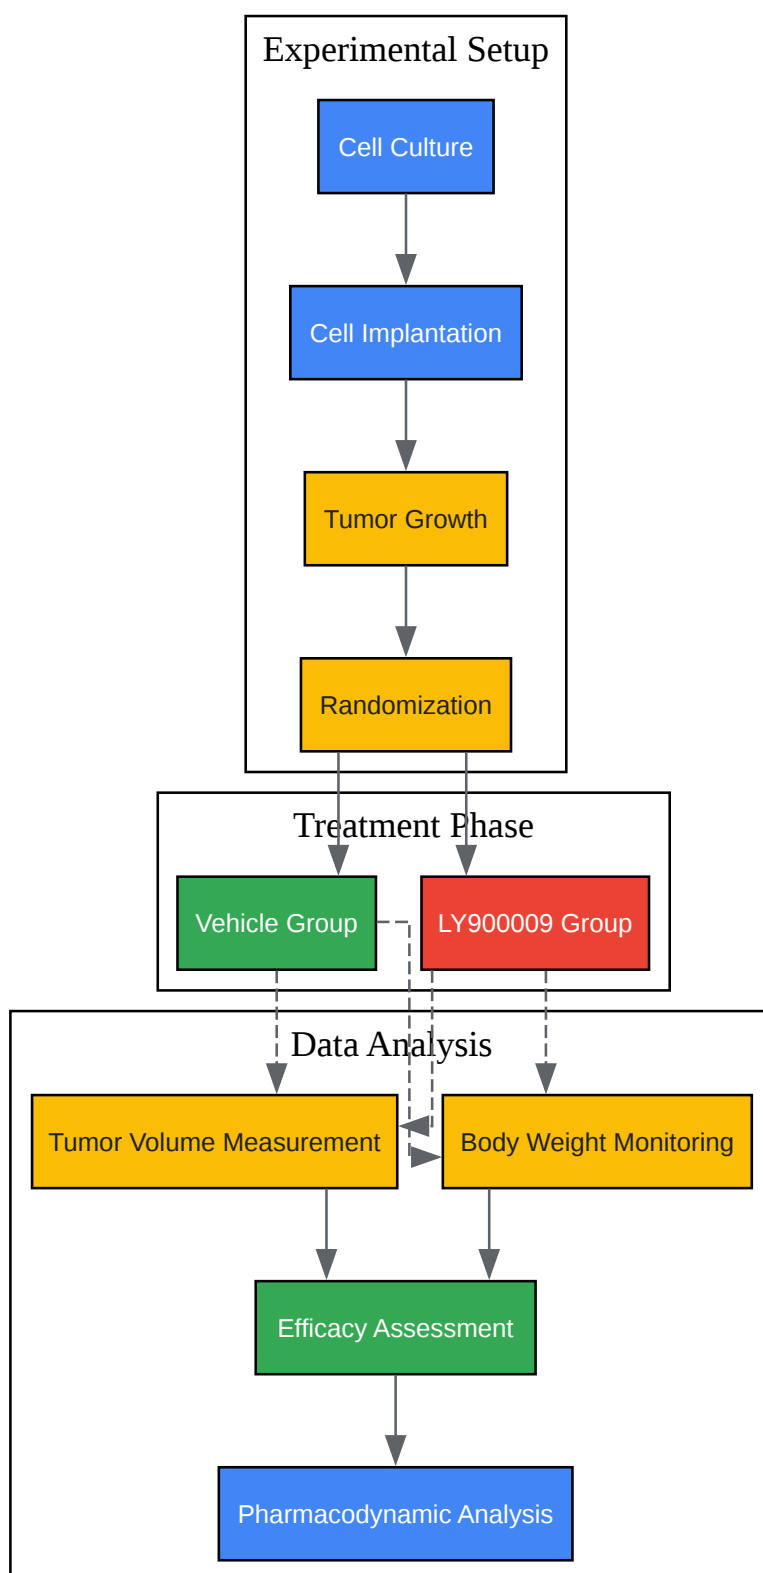 Experimental Setup
Cell Culture
Cell Implantation
Tumor Growth
Randomization
Treatment Phase
Vehicle Group
LY900009 Group
Data Analysis
Tumor Volume Measurement
Body Weight Monitoring
Efficacy Assessment
Pharmacodynamic Analysis